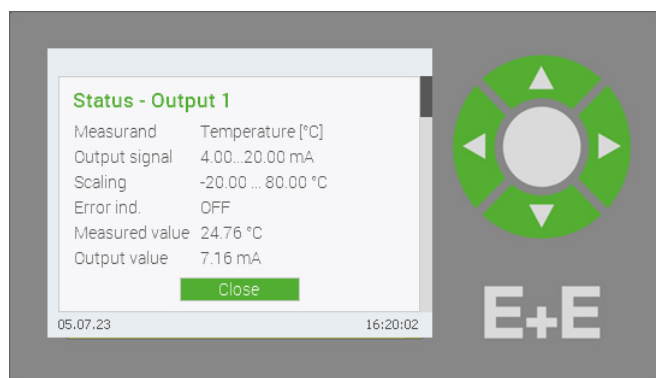 Status - Output 1
Measurand Temperature [°C]
Output signal 4.00...20.00 mA
Scaling -20.00 ... 80.00 °C
Error ind. OFF
Measured value 24.76 °C
Output value 7.16 mA
Close
05.07.23 16:20:02
E+E